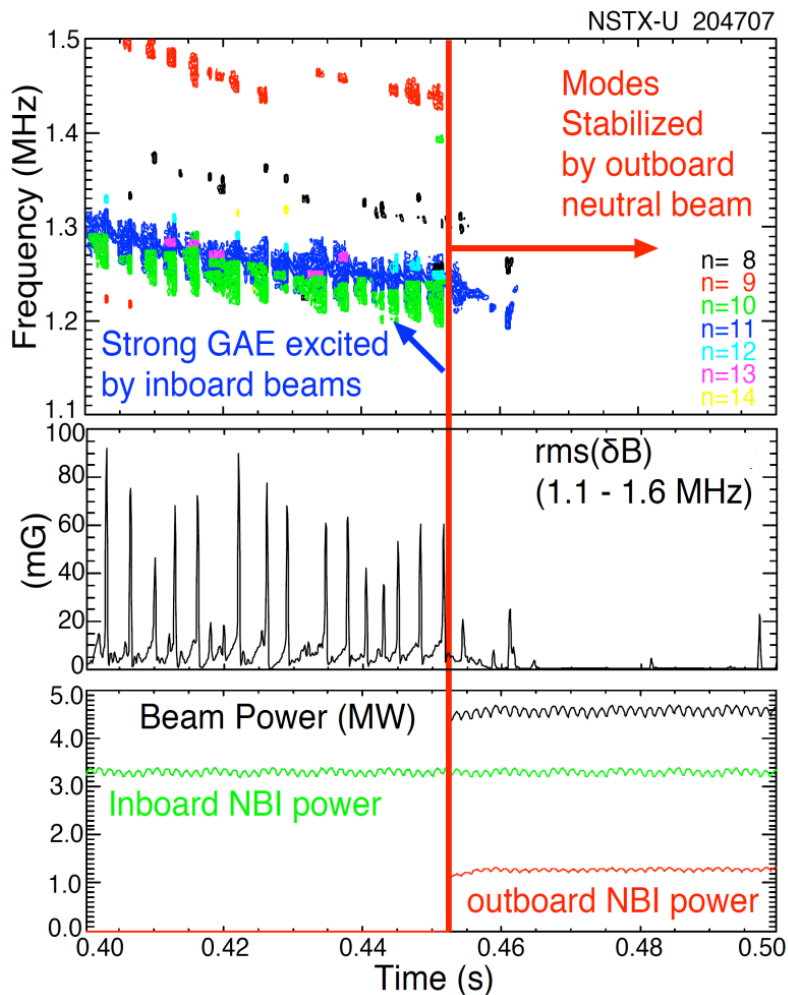 NSTX-U 204707
1.5
1.4
1.3
1.2
1.1
Frequency (MHz)
Modes
Stabilized
by outboard
neutral beam
n= 8
n= 9
n=10
n=11
n=12
n=13
n=14
Strong GAE excited
by inboard beams
100
80
60
40
20
0
(mG)
rms(δB)
(1.1 - 1.6 MHz)
5.0
4.0
3.0
2.0
1.0
0.0
Beam Power (MW)
Inboard NBI power
outboard NBI power
0.40
0.42
0.44
0.46
0.48
0.50
Time (s)